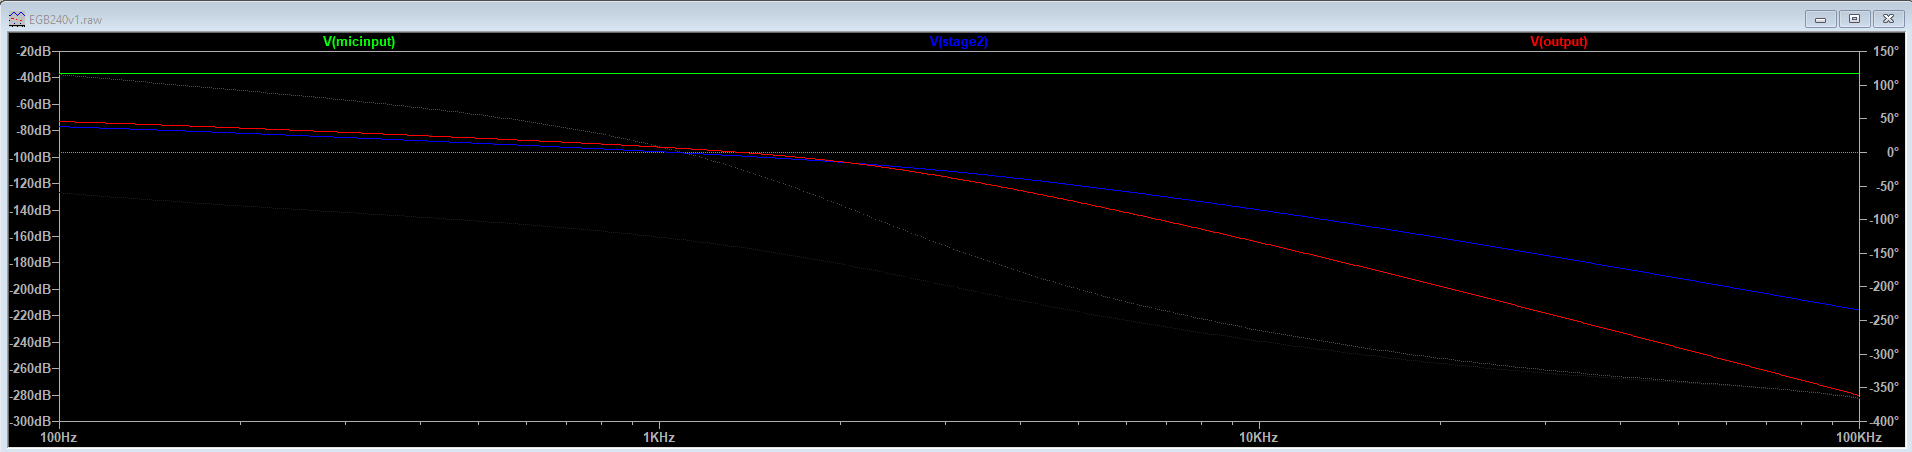 EGB240v1.raw
V(micinput) V(stage2) V(output)
-20dB 150°
-40dB 100°
-60dB 50°
-80dB 0°
-100dB -50°
-120dB -100°
-140dB -150°
-160dB -200°
-180dB -250°
-200dB -300°
-220dB -350°
-240dB -400°
-260dB
-280dB
-300dB
100Hz 1KHz 10KHz 100KHz